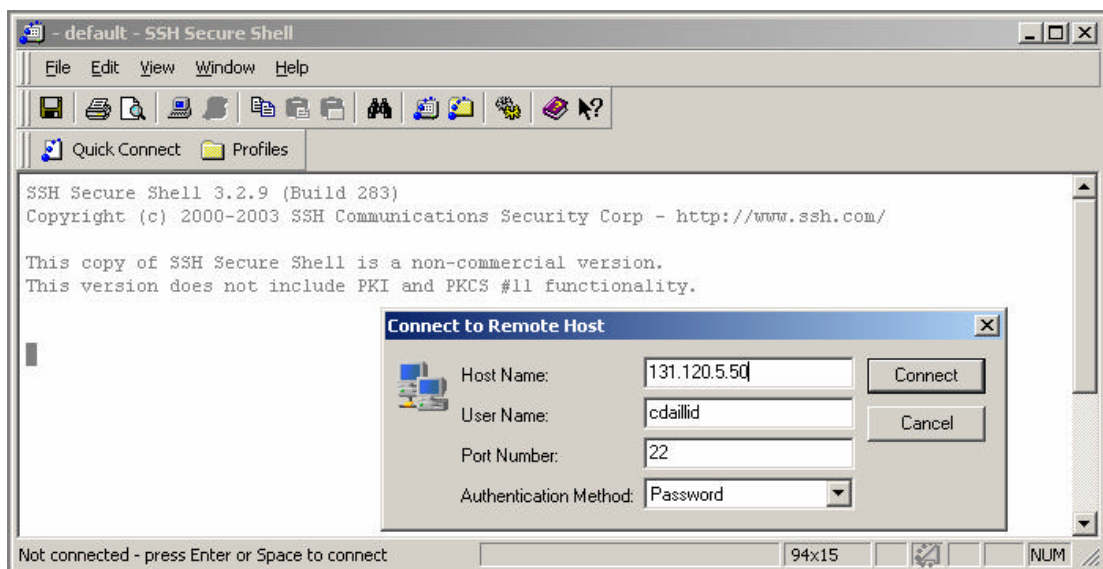 - default - SSH Secure Shell
File Edit View Window Help
Quick Connect Profiles
SSH Secure Shell 3.2.9 (Build 283)
Copyright (c) 2000-2003 SSH Communications Security Corp - http://www.ssh.com/
This copy of SSH Secure Shell is a non-commercial version.
This version does not include PKI and PKCS #11 functionality.
Connect to Remote Host
Host Name: 131.120.5.50 Connect
User Name: cdaillid Cancel
Port Number: 22
Authentication Method: Password
Not connected - press Enter or Space to connect 94x15 NUM